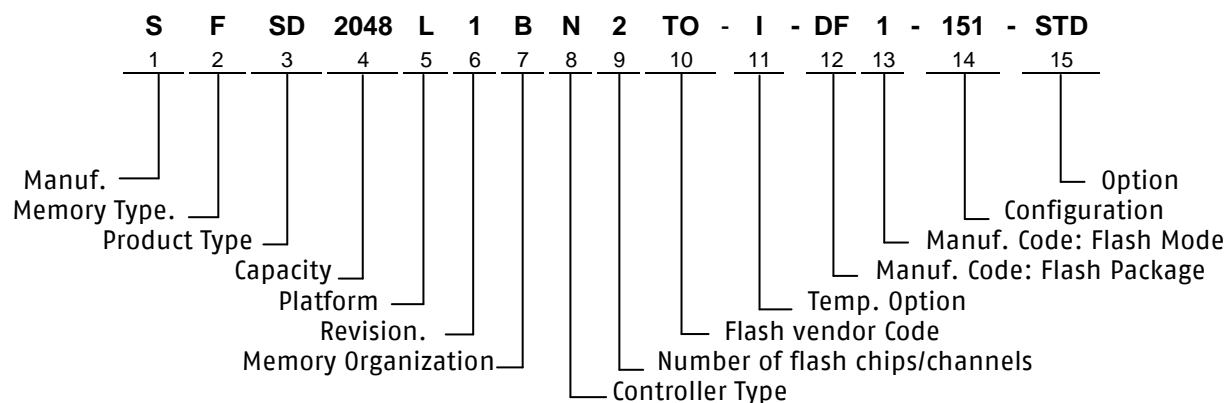 S F SD 2048 L 1 B N 2 TO - I - DF 1 - 151 - STD
1 2 3 4 5 6 7 8 9 10 11 12 13 14 15
Manuf. Option
Memory Type. Configuration
Product Type Manuf. Code: Flash Mode
Capacity Manuf. Code: Flash Package
Platform Temp. Option
Revision. Flash vendor Code
Memory Organization Number of flash chips/channels
Controller Type